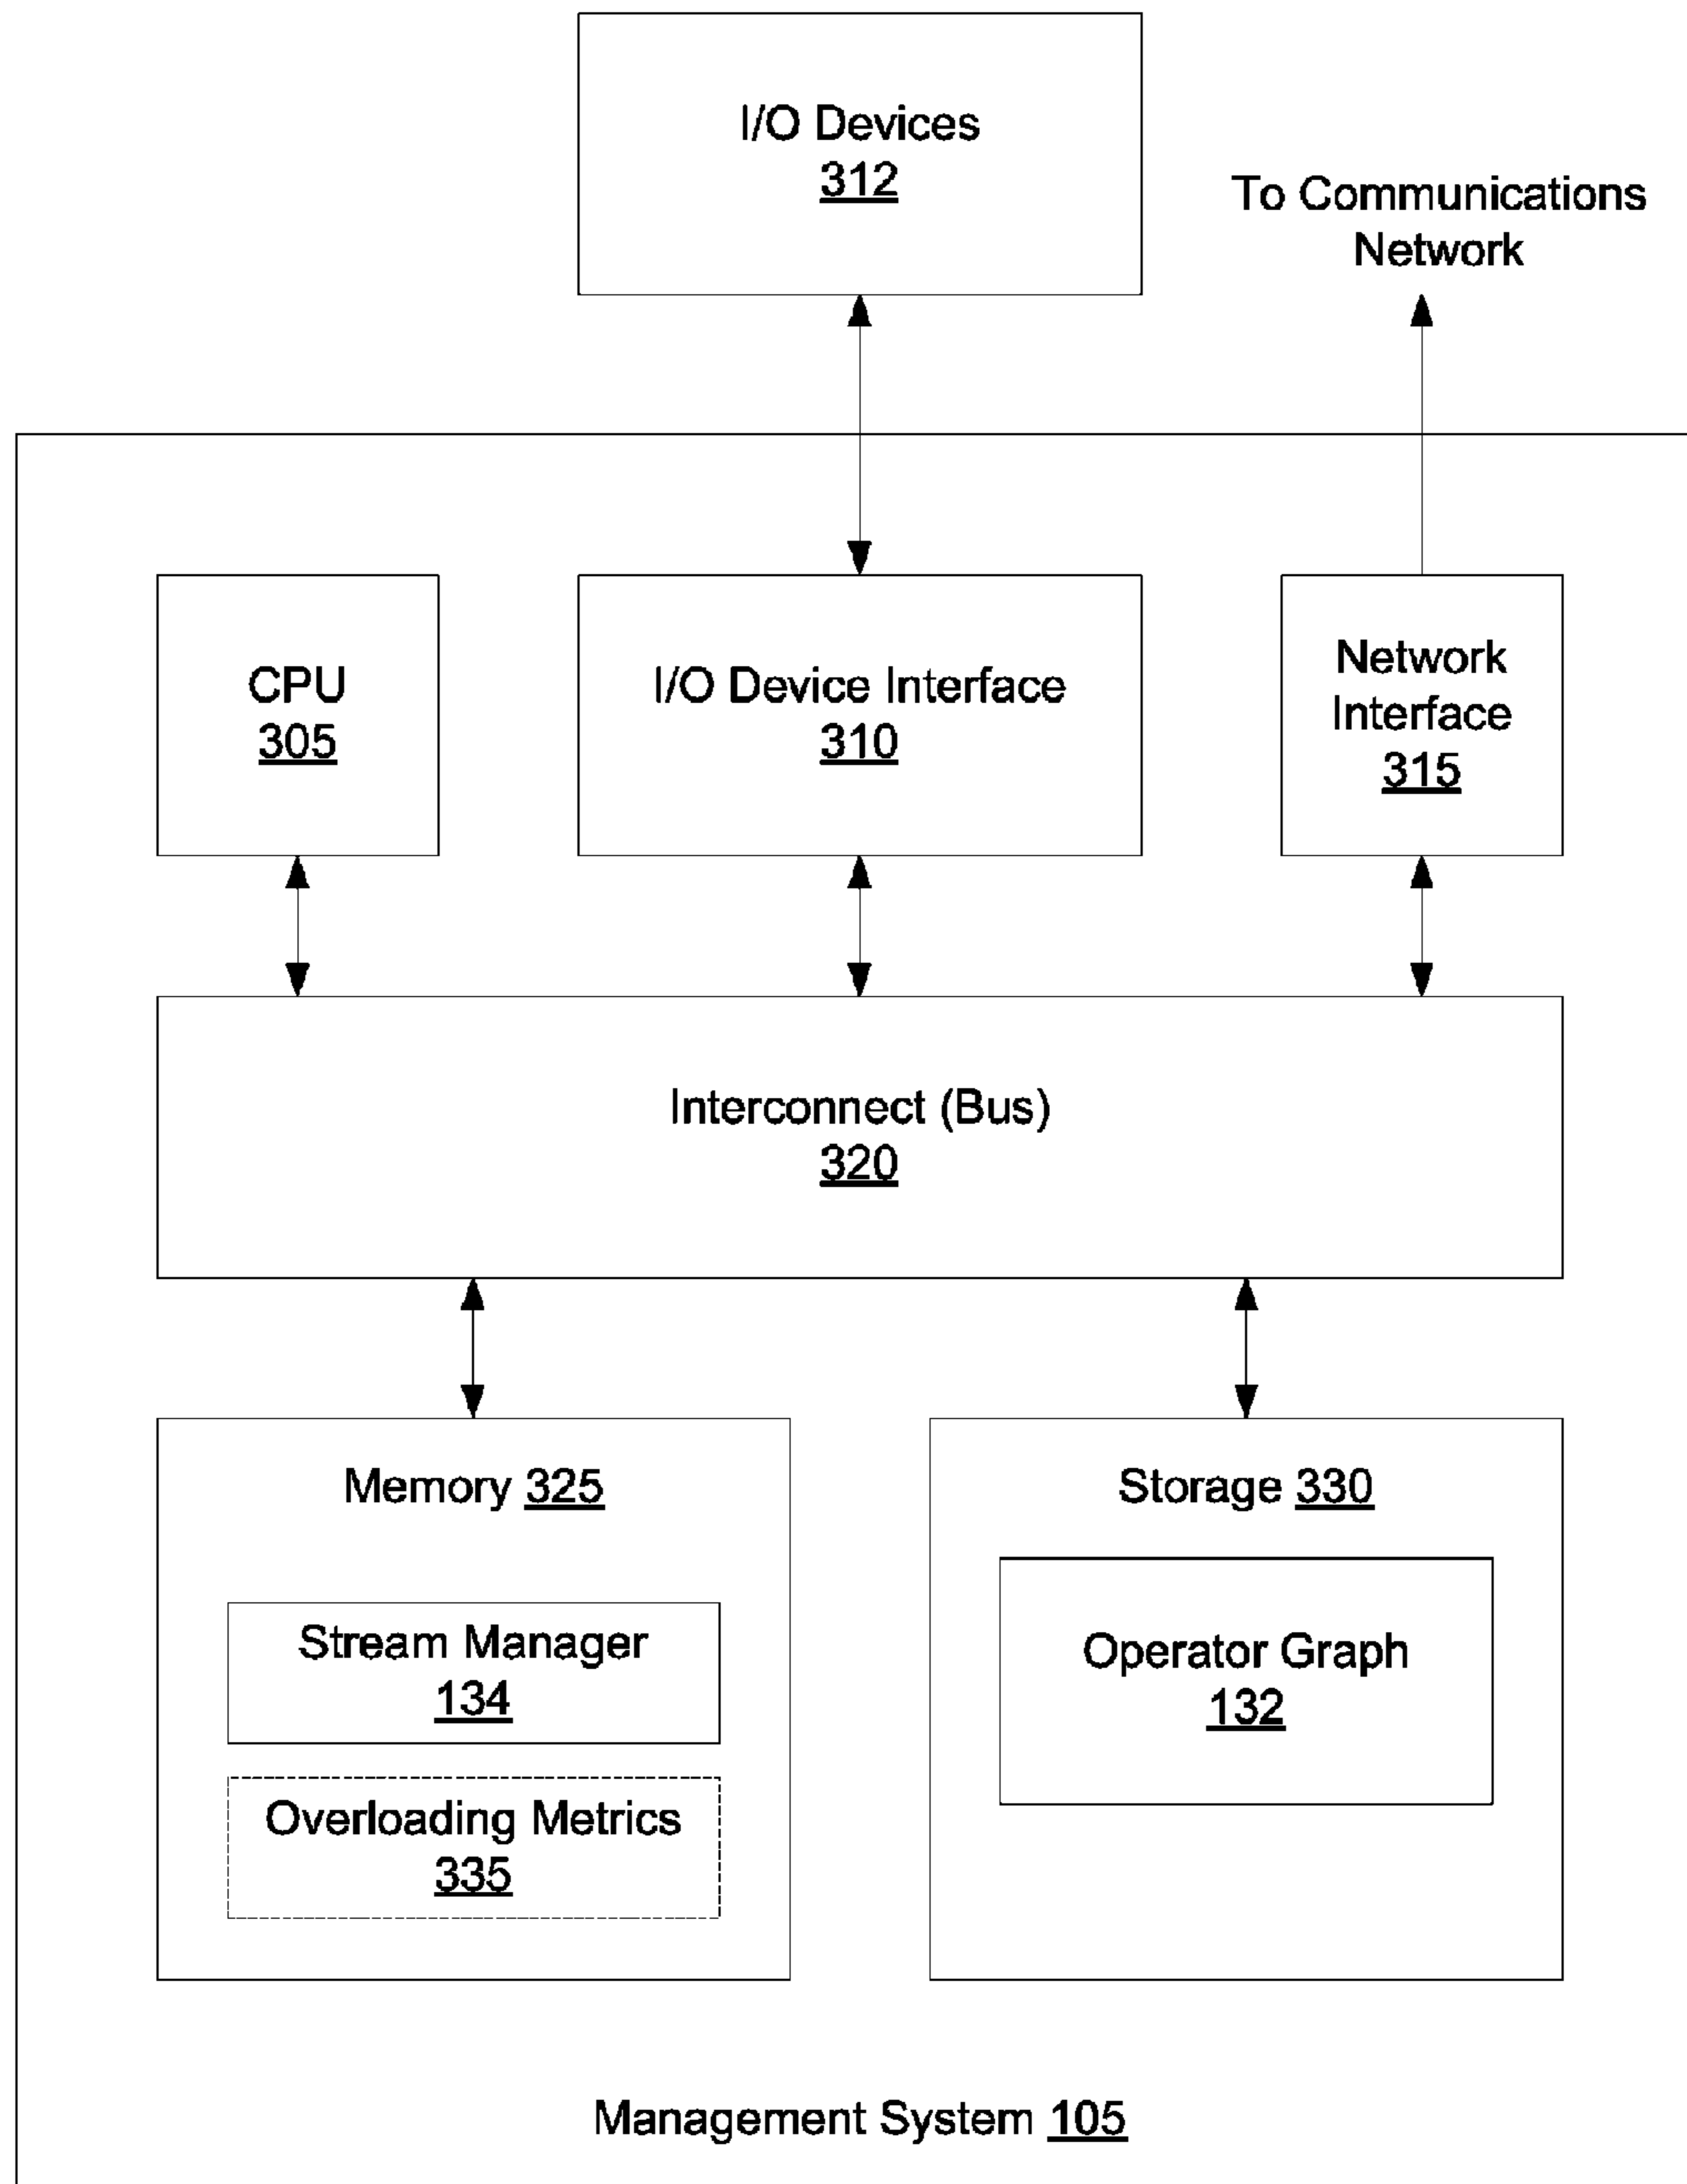 I/O Devices
312
To Communications
Network
CPU
305
I/O Device Interface
310
Network
Interface
315
Interconnect (Bus)
320
Memory 325
Storage 330
Stream Manager
134
Operator Graph
132
Overloading Metrics
335
Management System 105